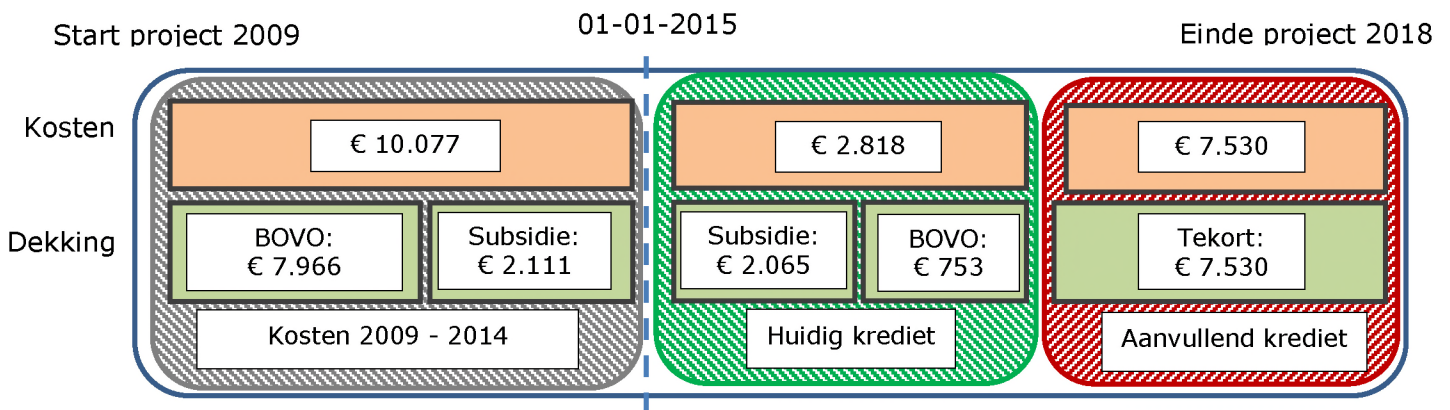 Start project 2009
01-01-2015
Einde project 2018
Kosten
€ 10.077
€ 2.818
€ 7.530
Dekking
BOVO:
€ 7.966
Subsidie:
€ 2.111
Subsidie:
€ 2.065
BOVO:
€ 753
Tekort:
€ 7.530
Kosten 2009 - 2014
Huidig krediet
Aanvullend krediet